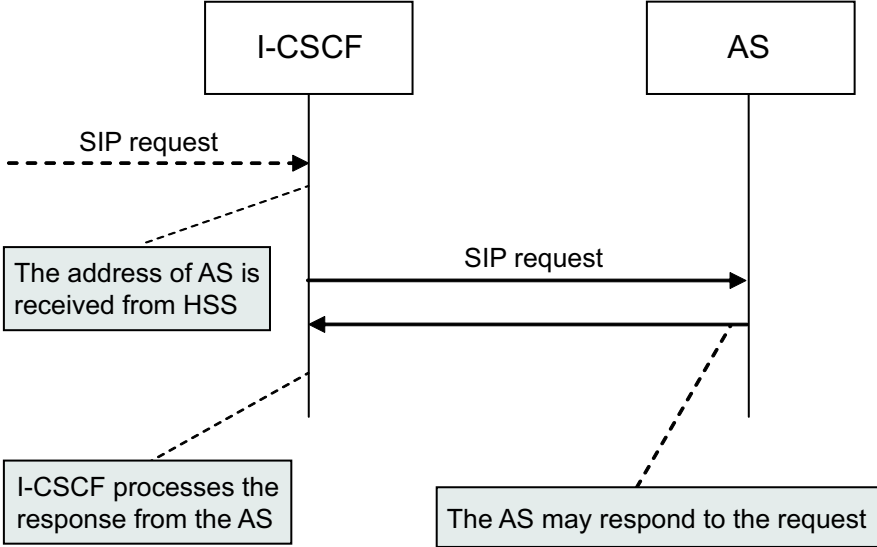 I-CSCF
AS
SIP request
The address of AS is
received from HSS
SIP request
I-CSCF processes the
response from the AS
The AS may respond to the request